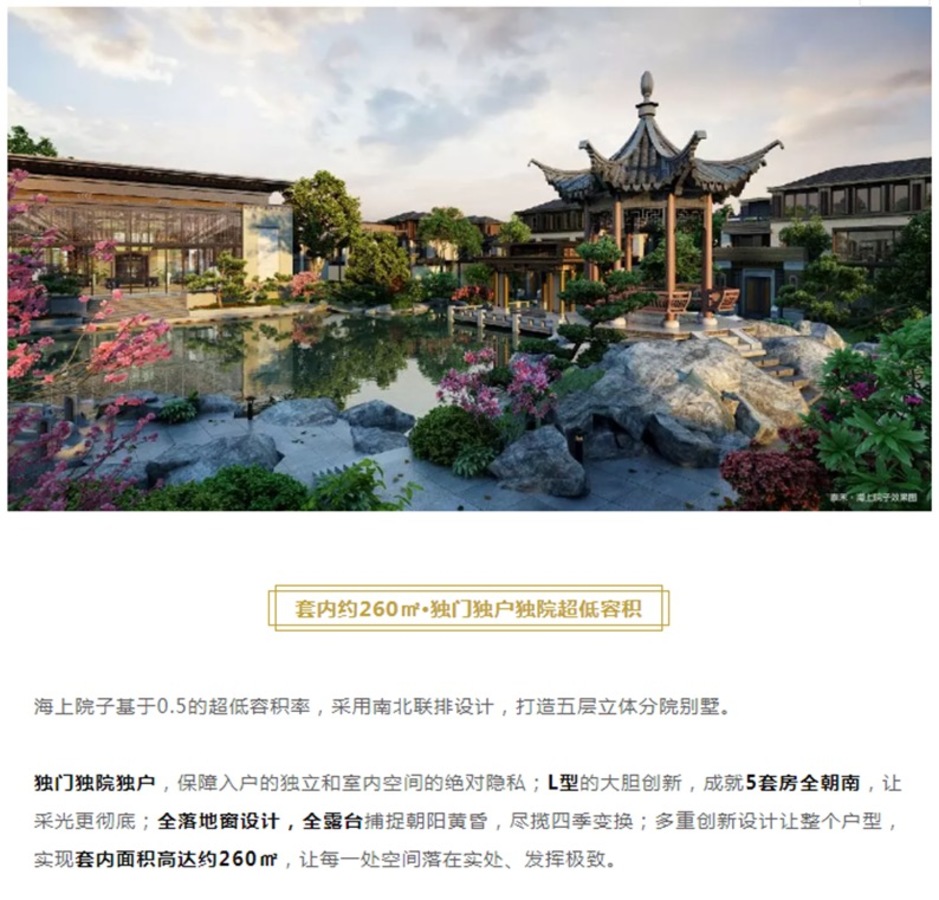 泰禾·海上院子效果图
套内约260㎡•独门独户独院超低容积
海上院子基于0.5的超低容积率，采用南北联排设计，打造五层立体分院别墅。
独门独院独户，保障入户的独立和室内空间的绝对隐私；L型的大胆创新，成就5套房全朝南，让
采光更彻底；全落地窗设计，全露台捕捉朝阳黄昏，尽揽四季变换；多重创新设计让整个户型，
实现套内面积高达约260㎡，让每一处空间落在实处、发挥极致。